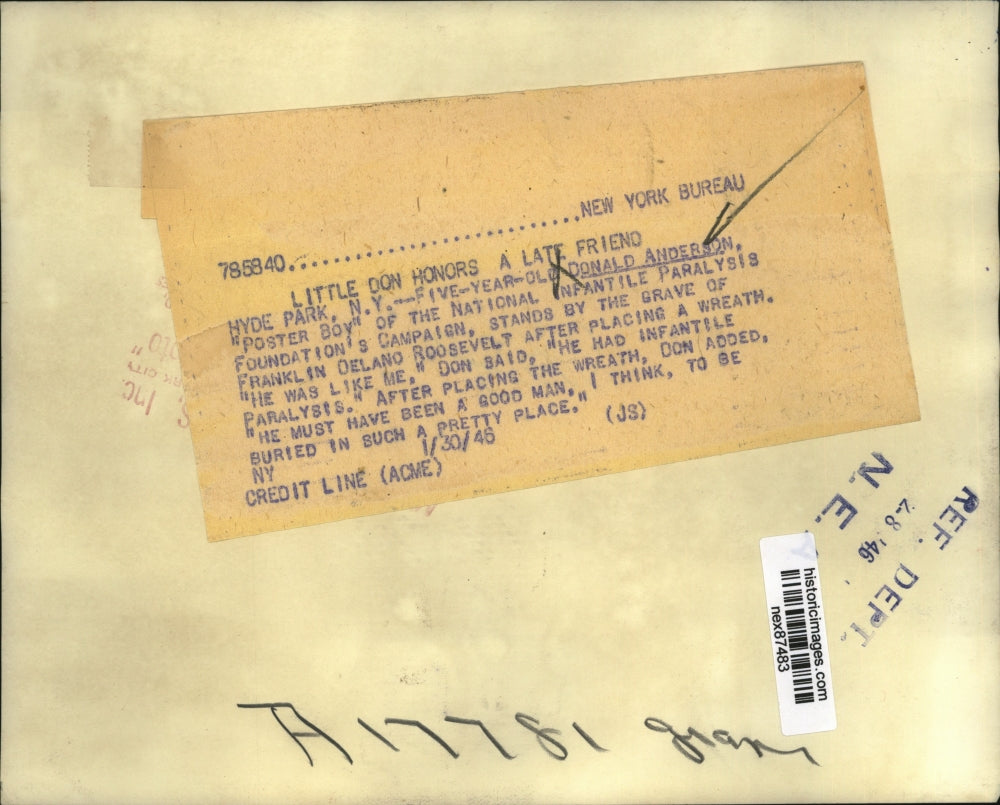 785840..............................NEW YORK BUREAU
LITTLE DON HONORS A LATE FRIEND
HYDE PARK, N.Y.--FIVE-YEAR-OLD DONALD ANDERSON,
"POSTER BOY" OF THE NATIONAL INFANTILE PARALYSIS
FOUNDATION'S CAMPAIGN, STANDS BY THE GRAVE OF
FRANKLIN DELANO ROOSEVELT AFTER PLACING A WREATH.
"HE WAS LIKE ME," DON SAID, "HE HAD INFANTILE
PARALYSIS." AFTER PLACING THE WREATH, DON ADDED,
"HE MUST HAVE BEEN A GOOD MAN, I THINK, TO BE
BURIED IN SUCH A PRETTY PLACE." (JS)
NY 1/30/46
CREDIT LINE (ACME)
Inc.
REF. DEPT.
2-8 '46
N. E.
historicimages.com
nex87483
A17781